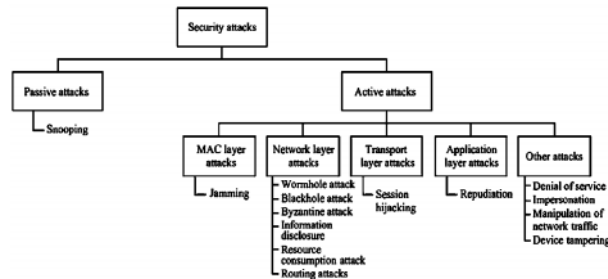 Security attacks
Passive attacks
Active attacks
Snooping
MAC layer
attacks
Network layer
attacks
Transport
layer attacks
Application
layer attacks
Other attacks
Jamming
Wormhole attack
Blackhole attack
Byzantine attack
Information
disclosure
Resource
consumption attack
Routing attacks
Session
hijacking
Repudiation
Denial of service
Impersonation
Manipulation of
network traffic
Device tampering